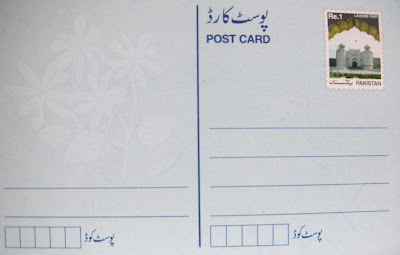 پوسٹ کارڈ
POST CARD
Re.1
LAHORE FORT
پاکستان
PAKISTAN
پوسٹ کوڈ
پوسٹ کوڈ